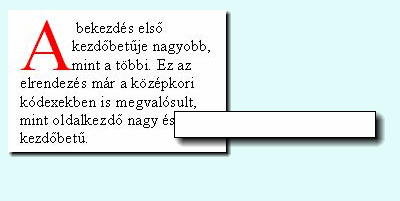 A bekezdés első
kezdőbetűje nagyobb,
mint a többi. Ez az
elrendezés már a középkori
kódexekben is megvalósult,
mint oldalkezdő nagy és
kezdőbetű.